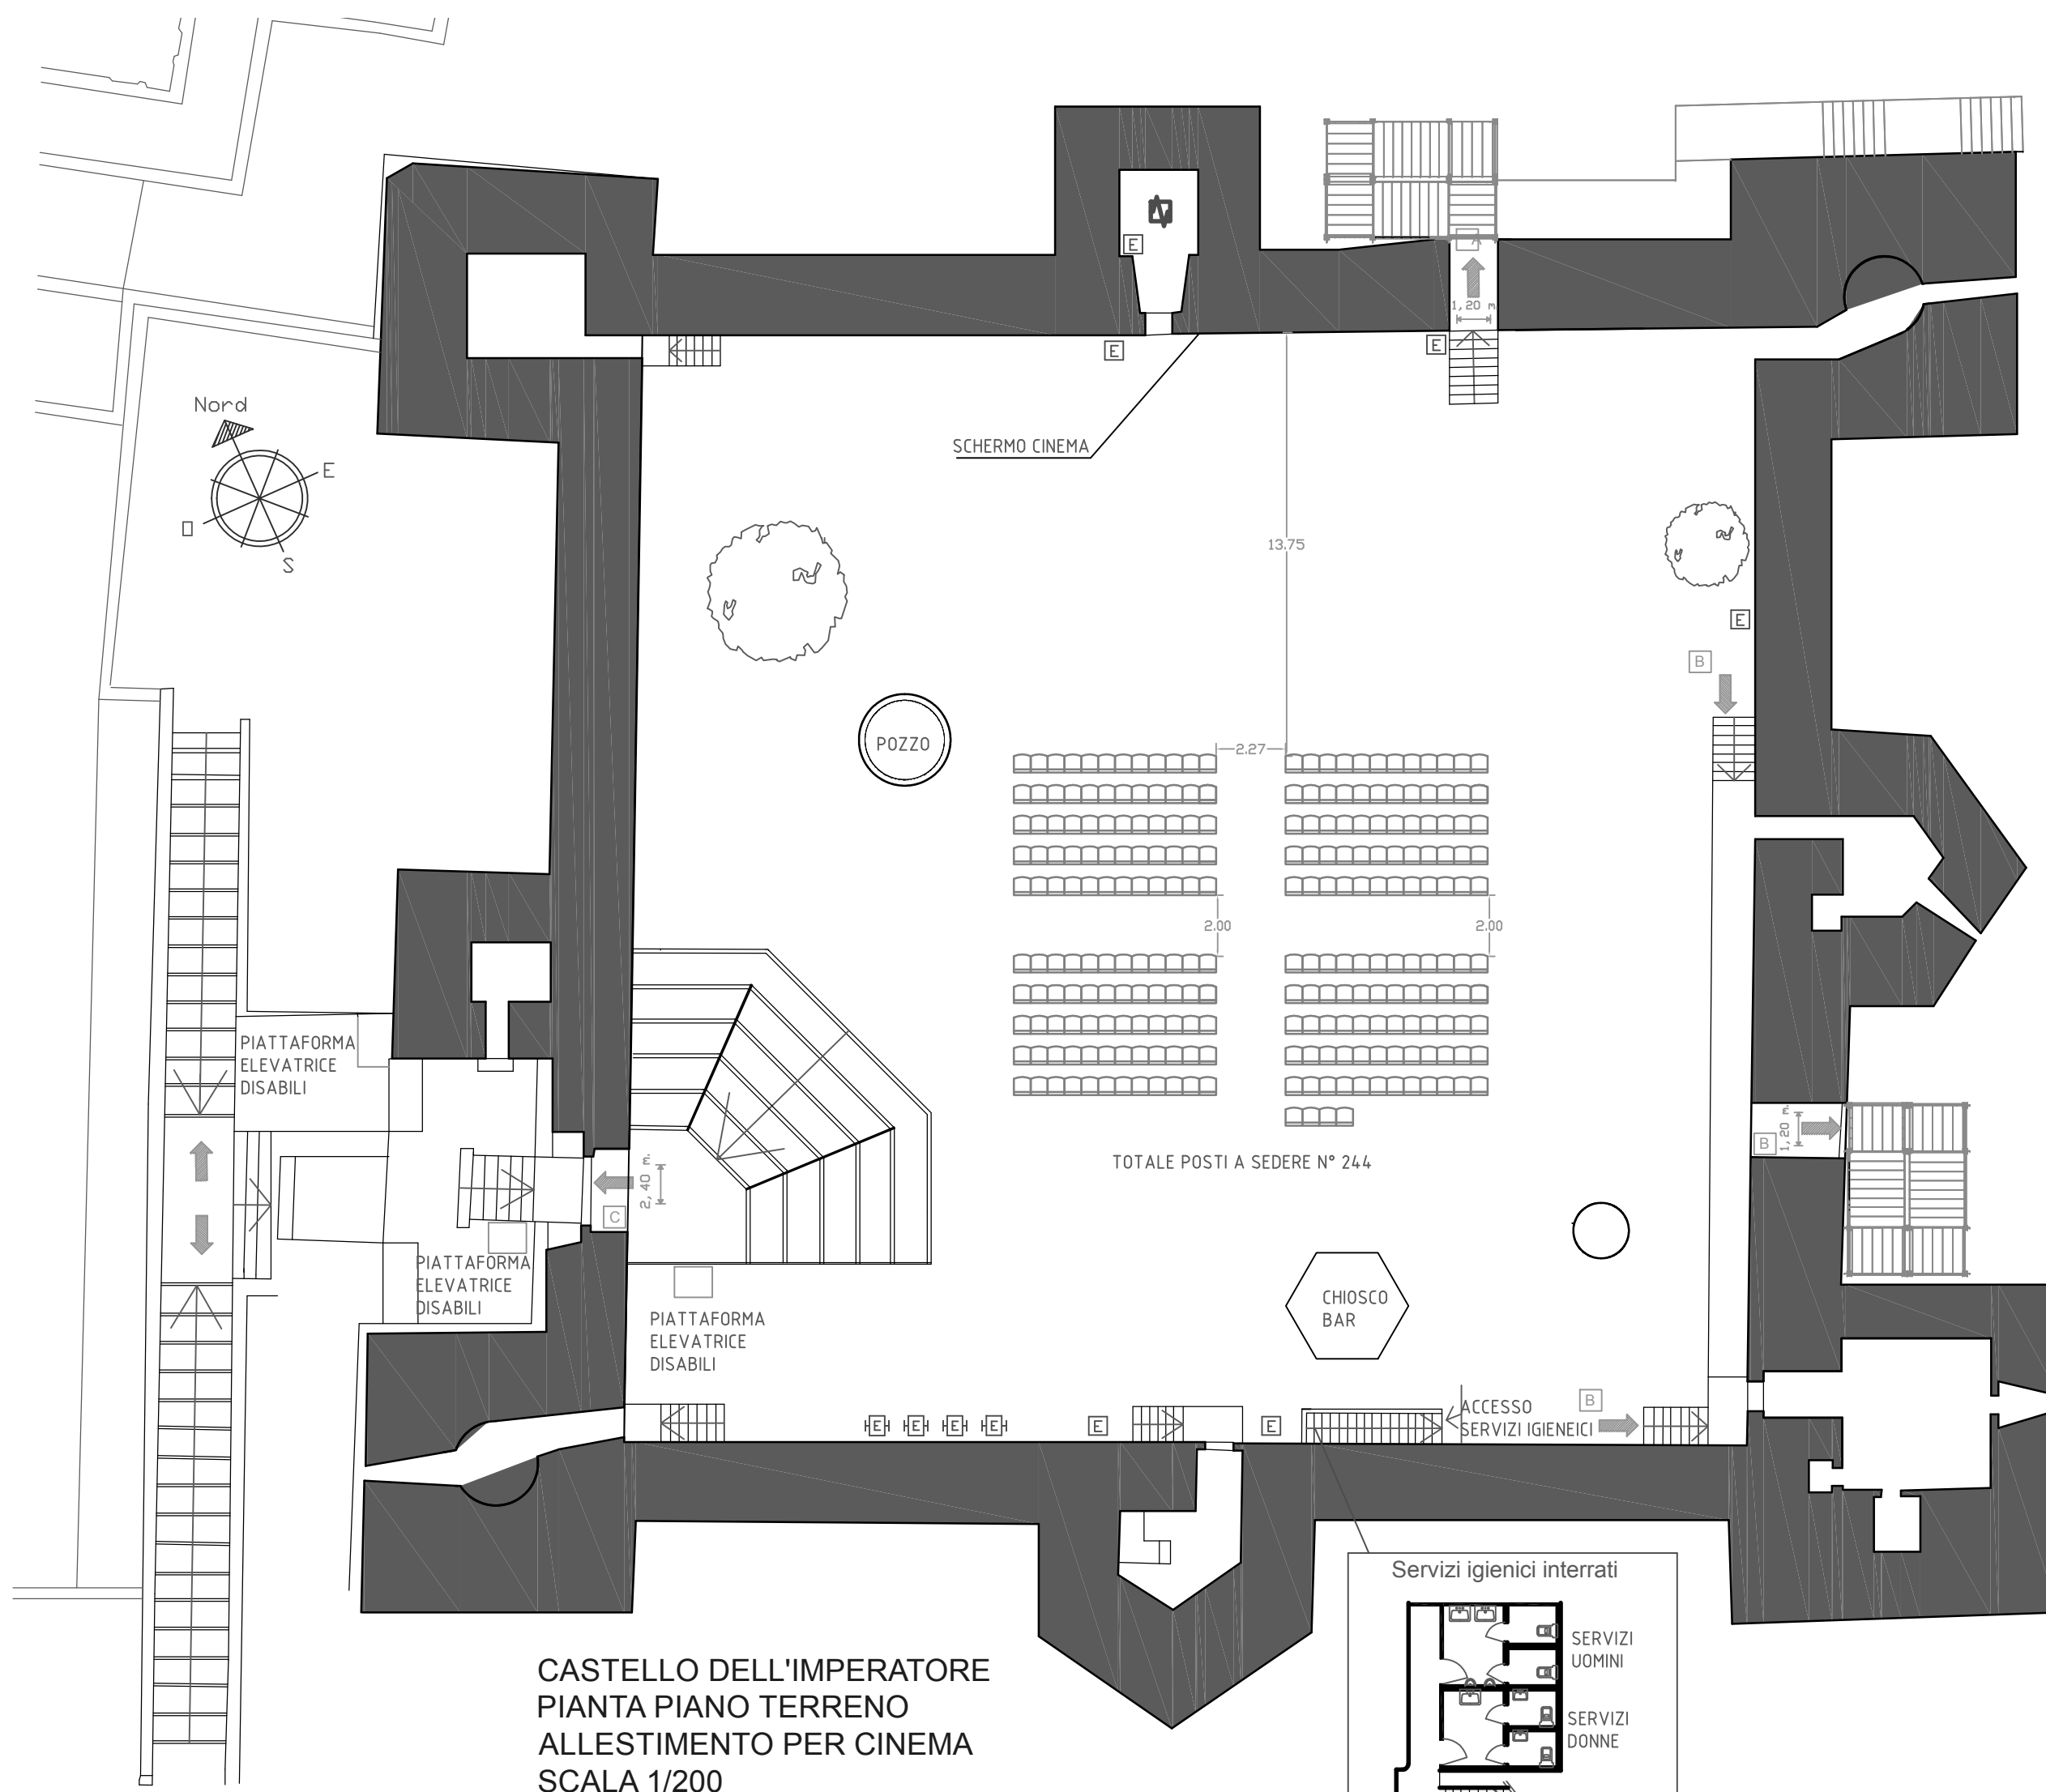 E
A
1,20 m
E
E
Nord
E
O
S
SCHERMO CINEMA
13.75
E
B
POZZO
2.27
2.00
2.00
PIATTAFORMA
ELEVATRICE
DISABILI
B
1,20 m.
TOTALE POSTI A SEDERE N° 244
2,40 m.
C
PIATTAFORMA
ELEVATRICE
DISABILI
PIATTAFORMA
ELEVATRICE
DISABILI
CHIOSCO
BAR
E E E E E E
ACCESSO
SERVIZI IGIENEICI
B
Servizi igienici interrati
SERVIZI
UOMINI
SERVIZI
DONNE
CASTELLO DELL'IMPERATORE
PIANTA PIANO TERRENO
ALLESTIMENTO PER CINEMA
SCALA 1/200